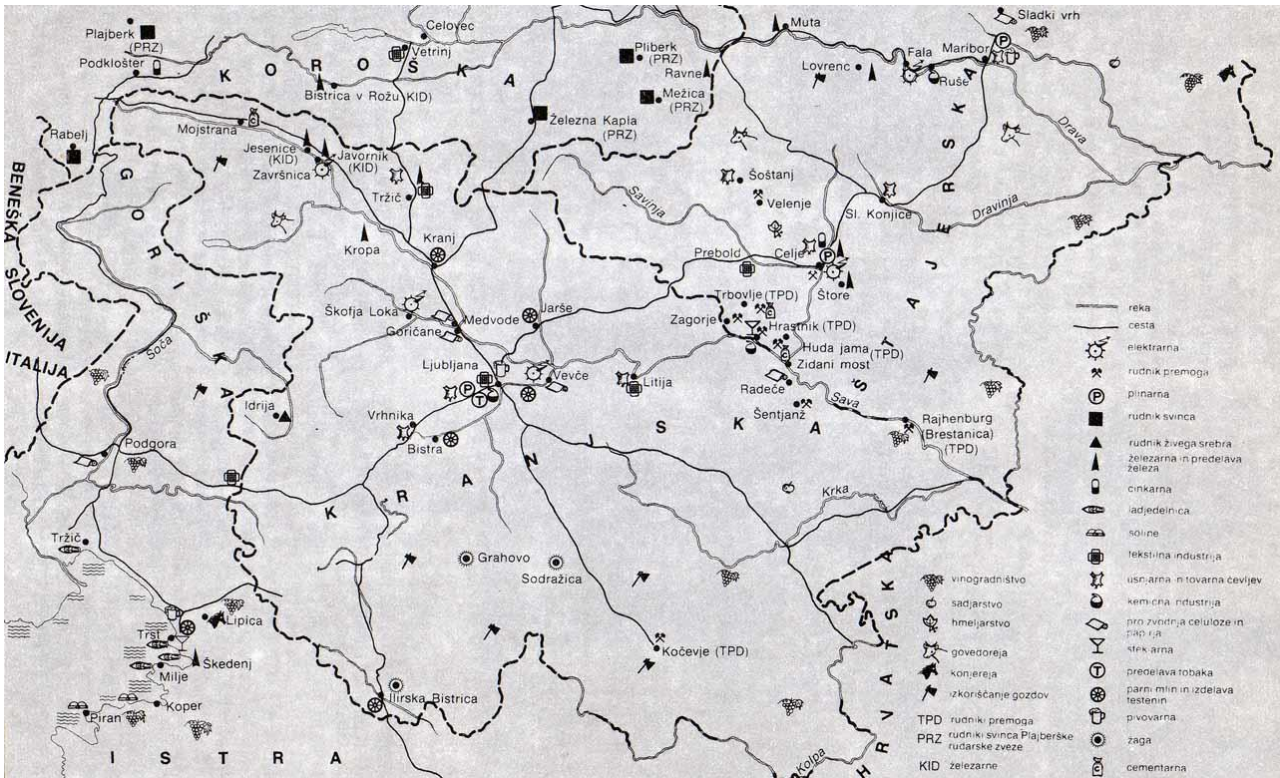 Plajberk
(PRZ)
Podklošter
Celovec
Vetrinj
KOROŠKA
Bistrica v Rožu (KID)
Pliberk
(PRZ)
Ravne
Mežica
(PRZ)
Železna Kapla
(PRZ)
Muta
Lovrenc
Fala
Ruše
Maribor
Sladki vrh
Drava
Rabelj
Mojstrana
Jesenice
(KID)
Javornik
(KID)
Završnica
Tržič
Kropa
Kranj
Savinja
Šoštanj
Velenje
Sl. Konjice
Dravinja
ŠTAJERSKA
BENEŠKA SLOVENIJA
ITALIJA
GORIŠKA
Soča
Prebold
Celje
Štore
Trbovlje (TPD)
Zagorje
Hrastnik (TPD)
Huda jama
(TPD)
Zidani most
Radeče
Šentjanž
Sava
Rajhenburg
(Brestanica)
(TPD)
Škofja Loka
Goričane
Medvode
Jarše
Ljubljana
Vevče
Litija
Idrija
Vrhnika
Bistra
Podgora
KRANJSKA
Krka
Tržič
Grahovo
Sodražica
Lipica
Trst
Škedenj
Milje
Koper
Piran
Kočevje (TPD)
Ilirska Bistrica
ISTRA
Kolpa
HRVATSKA
reka
cesta
elektrarna
rudnik premoga
plinarna
rudnik svinca
rudnik živega srebra
železarna in predelava
železa
cinkarna
ladjedelnica
soline
tekstilna industrija
usnjarna in tovarna čevljev
kemična industrija
proizvodnja celuloze in
papirja
steklarna
predelava tobaka
parni mlin in izdelava
testenin
pivovarna
žaga
cementarna
vinogradništvo
sadjarstvo
hmeljarstvo
govedoreja
konjereja
izkoriščanje gozdov
TPD rudniki premoga
PRZ rudniki svinca Plajberške
rudarske zveze
KID železarne